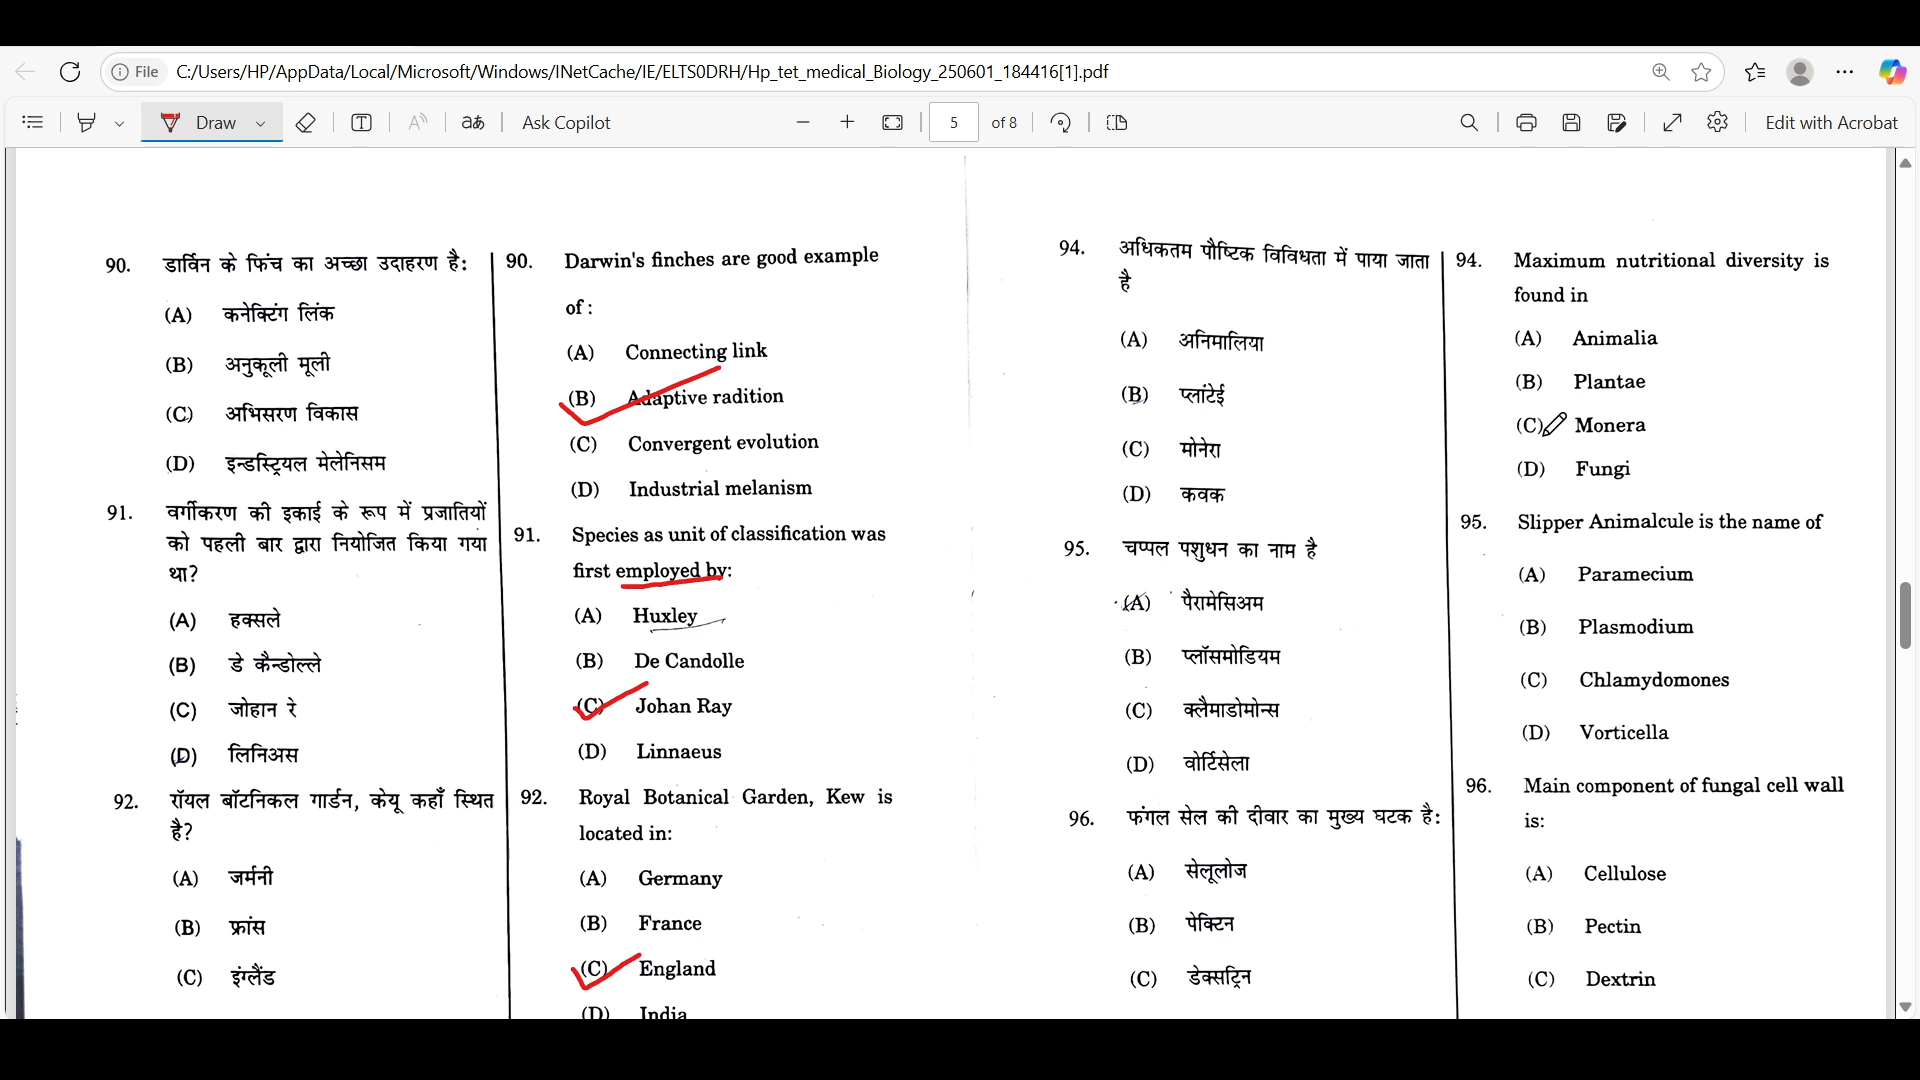 File
C:/Users/HP/AppData/Local/Microsoft/Windows/INetCache/IE/ELTS0DRH/Hp_tet_medical_Biology_250601_184416[1].pdf
Draw
Ask Copilot
5
of 8
Edit with Acrobat
90. डार्विन के फिंच का अच्छा उदाहरण है:
(A) कनेक्टिंग लिंक
(B) अनुकूली मूली
(C) अभिसरण विकास
(D) इन्डस्ट्रियल मेलेनिसम
91. वर्गीकरण की इकाई के रूप में प्रजातियों
को पहली बार द्वारा नियोजित किया गया
था?
(A) हक्सले
(B) डे कैन्डोल्ले
(C) जोहान रे
(D) लिनिअस
92. रॉयल बॉटनिकल गार्डन, केयू कहाँ स्थित
है?
(A) जर्मनी
(B) फ्रांस
(C) इंग्लैंड
90. Darwin's finches are good example
of :
(A) Connecting link
(B) Adaptive radition
(C) Convergent evolution
(D) Industrial melanism
91. Species as unit of classification was
first employed by:
(A) Huxley
(B) De Candolle
(C) Johan Ray
(D) Linnaeus
92. Royal Botanical Garden, Kew is
located in:
(A) Germany
(B) France
(C) England
(D) India
94. अधिकतम पौष्टिक विविधता में पाया जाता
है
(A) अनिमालिया
(B) प्लांटेई
(C) मोनेरा
(D) कवक
95. चप्पल पशुधन का नाम है
(A) पैरामेसिअम
(B) प्लॉसमोडियम
(C) क्लैमाडोमोन्स
(D) वोर्टिसेला
96. फंगल सेल की दीवार का मुख्य घटक है:
(A) सेलूलोज
(B) पेक्टिन
(C) डेक्सट्रिन
94. Maximum nutritional diversity is
found in
(A) Animalia
(B) Plantae
(C) Monera
(D) Fungi
95. Slipper Animalcule is the name of
(A) Paramecium
(B) Plasmodium
(C) Chlamydomones
(D) Vorticella
96. Main component of fungal cell wall
is:
(A) Cellulose
(B) Pectin
(C) Dextrin